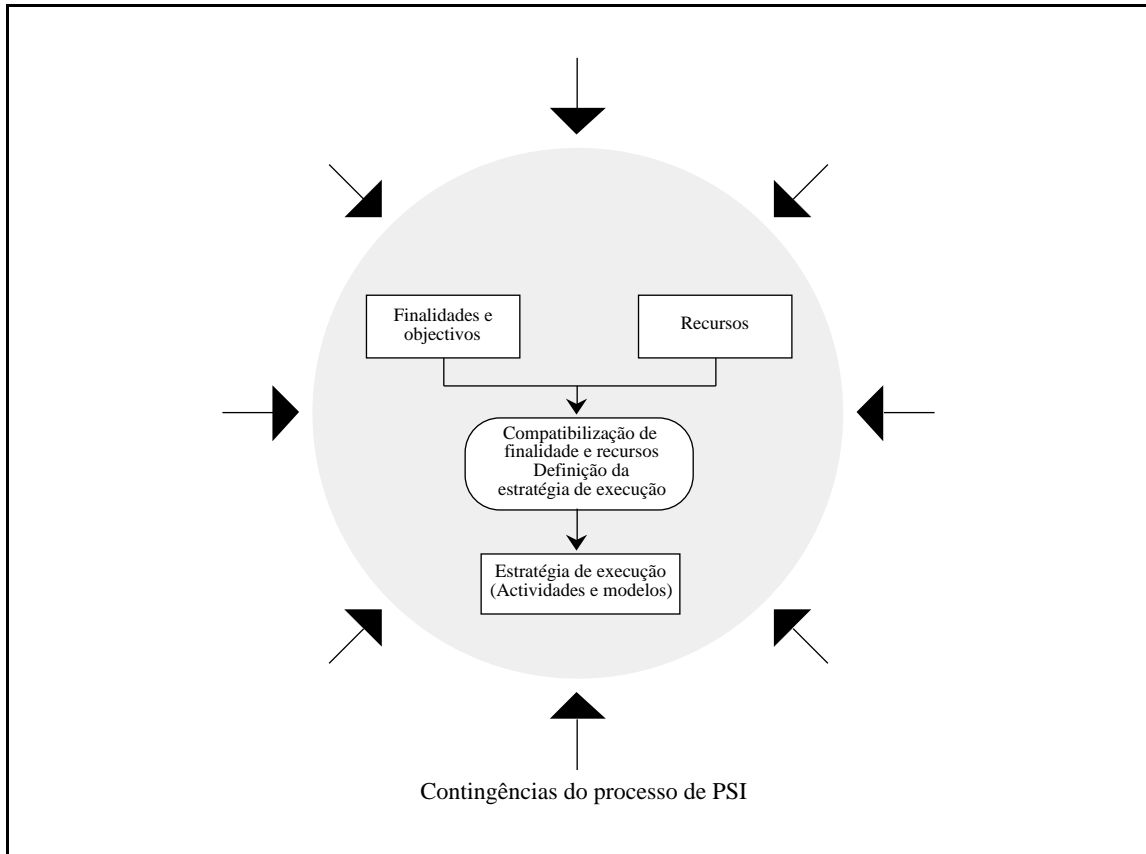 Finalidades e
objectivos
Recursos
Compatibilização de
finalidade e recursos
Definição da
estratégia de execução
Estratégia de execução
(Actividades e modelos)
Contingências do processo de PSI